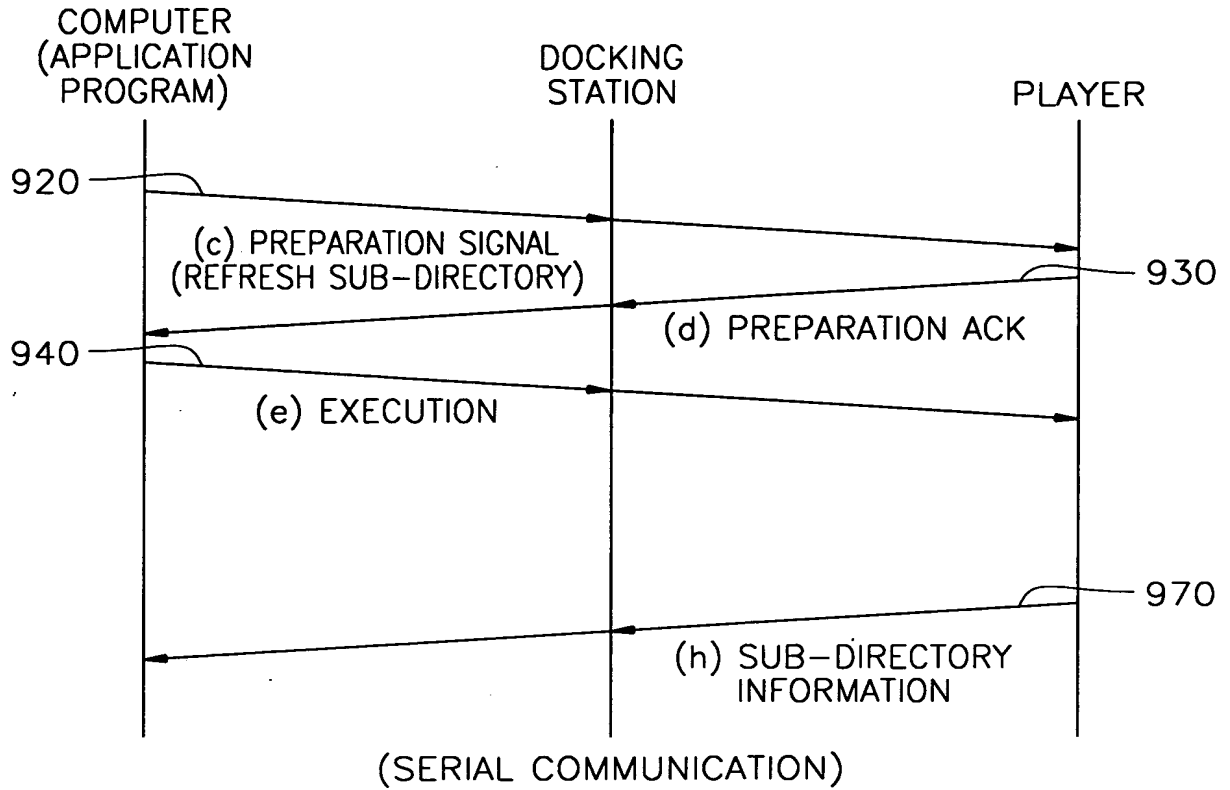 COMPUTER
(APPLICATION
PROGRAM)
DOCKING
STATION
PLAYER
920
(c) PREPARATION SIGNAL
(REFRESH SUB-DIRECTORY)
930
(d) PREPARATION ACK
940
(e) EXECUTION
970
(h) SUB-DIRECTORY
INFORMATION
(SERIAL COMMUNICATION)